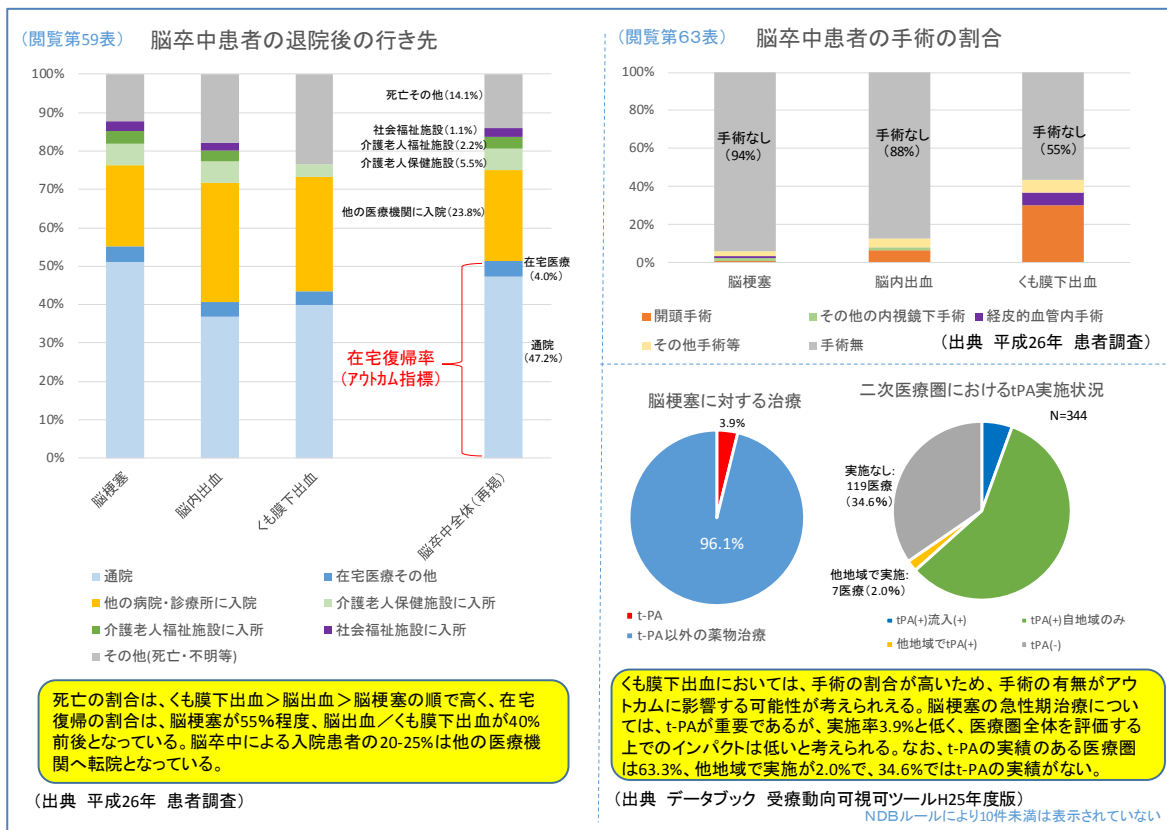 (閲覧第59表) 脳卒中患者の退院後の行き先
100%
90%
80%
70%
60%
50%
40%
30%
20%
10%
0%
死亡その他(14.1%)
社会福祉施設(1.1%)
介護老人福祉施設(2.2%)
介護老人保健施設(5.5%)
他の医療機関に入院(23.8%)
在宅医療
(4.0%)
通院
(47.2%)
在宅復帰率
(アウトカム指標)
脳梗塞
脳内出血
くも膜下出血
脳卒中全体(再掲)
通院
在宅医療その他
他の病院・診療所に入院
介護老人保健施設に入所
介護老人福祉施設に入所
社会福祉施設に入所
その他(死亡・不明等)
死亡の割合は、くも膜下出血>脳出血>脳梗塞の順で高く、在宅
復帰の割合は、脳梗塞が55%程度、脳出血/くも膜下出血が40%
前後となっている。脳卒中による入院患者の20-25%は他の医療機
関へ転院となっている。
(出典 平成26年 患者調査)
(閲覧第63表) 脳卒中患者の手術の割合
100%
80%
60%
40%
20%
0%
手術なし
(94%)
手術なし
(88%)
手術なし
(55%)
脳梗塞
脳内出血
くも膜下出血
開頭手術
その他の内視鏡下手術
経皮的血管内手術
その他手術等
手術無
(出典 平成26年 患者調査)
脳梗塞に対する治療
3.9%
96.1%
t-PA
t-PA以外の薬物治療
二次医療圏におけるtPA実施状況
N=344
実施なし:
119医療
(34.6%)
他地域で実施:
7医療(2.0%)
tPA(+)流入(+)
tPA(+)自地域のみ
他地域でtPA(+)
tPA(-)
くも膜下出血においては、手術の割合が高いため、手術の有無がアウ
トカムに影響する可能性が考えられえる。脳梗塞の急性期治療につい
ては、t-PAが重要であるが、実施率3.9%と低く、医療圏全体を評価する
上でのインパクトは低いと考えられる。なお、t-PAの実績のある医療圏
は63.3%、他地域で実施が2.0%で、34.6%ではt-PAの実績がない。
(出典 データブック 受療動向可視可ツールH25年度版)
NDBルールにより10件未満は表示されていない